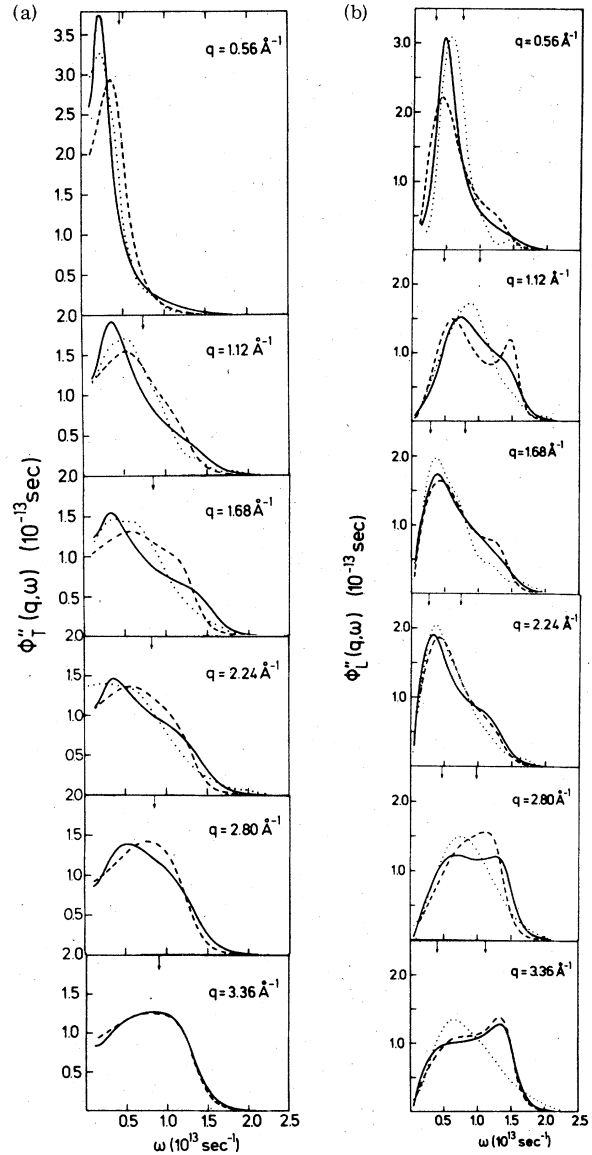 (a)
3.5
3.0
2.5
2.0
1.5
1.0
0.5
q = 0.56 Å⁻¹
2.0
1.5
1.0
0.5
q = 1.12 Å⁻¹
2.0
1.5
1.0
0.5
q = 1.68 Å⁻¹
2.0
1.5
1.0
0.5
q = 2.24 Å⁻¹
2.0
1.5
1.0
0.5
q = 2.80 Å⁻¹
2.0
1.5
1.0
0.5
q = 3.36 Å⁻¹
0.5 1.0 1.5 2.0 2.5
ω (10¹³ sec⁻¹)
Φ″T (q,ω) (10⁻¹³ sec)
(b)
3.0
2.0
1.0
q = 0.56 Å⁻¹
2.0
1.0
q = 1.12 Å⁻¹
2.0
1.0
q = 1.68 Å⁻¹
2.0
1.0
q = 2.24 Å⁻¹
2.0
1.0
q = 2.80 Å⁻¹
2.0
1.0
q = 3.36 Å⁻¹
0.5 1.0 1.5 2.0 2.5
ω (10¹³ sec⁻¹)
Φ″L (q,ω) (10⁻¹³ sec)